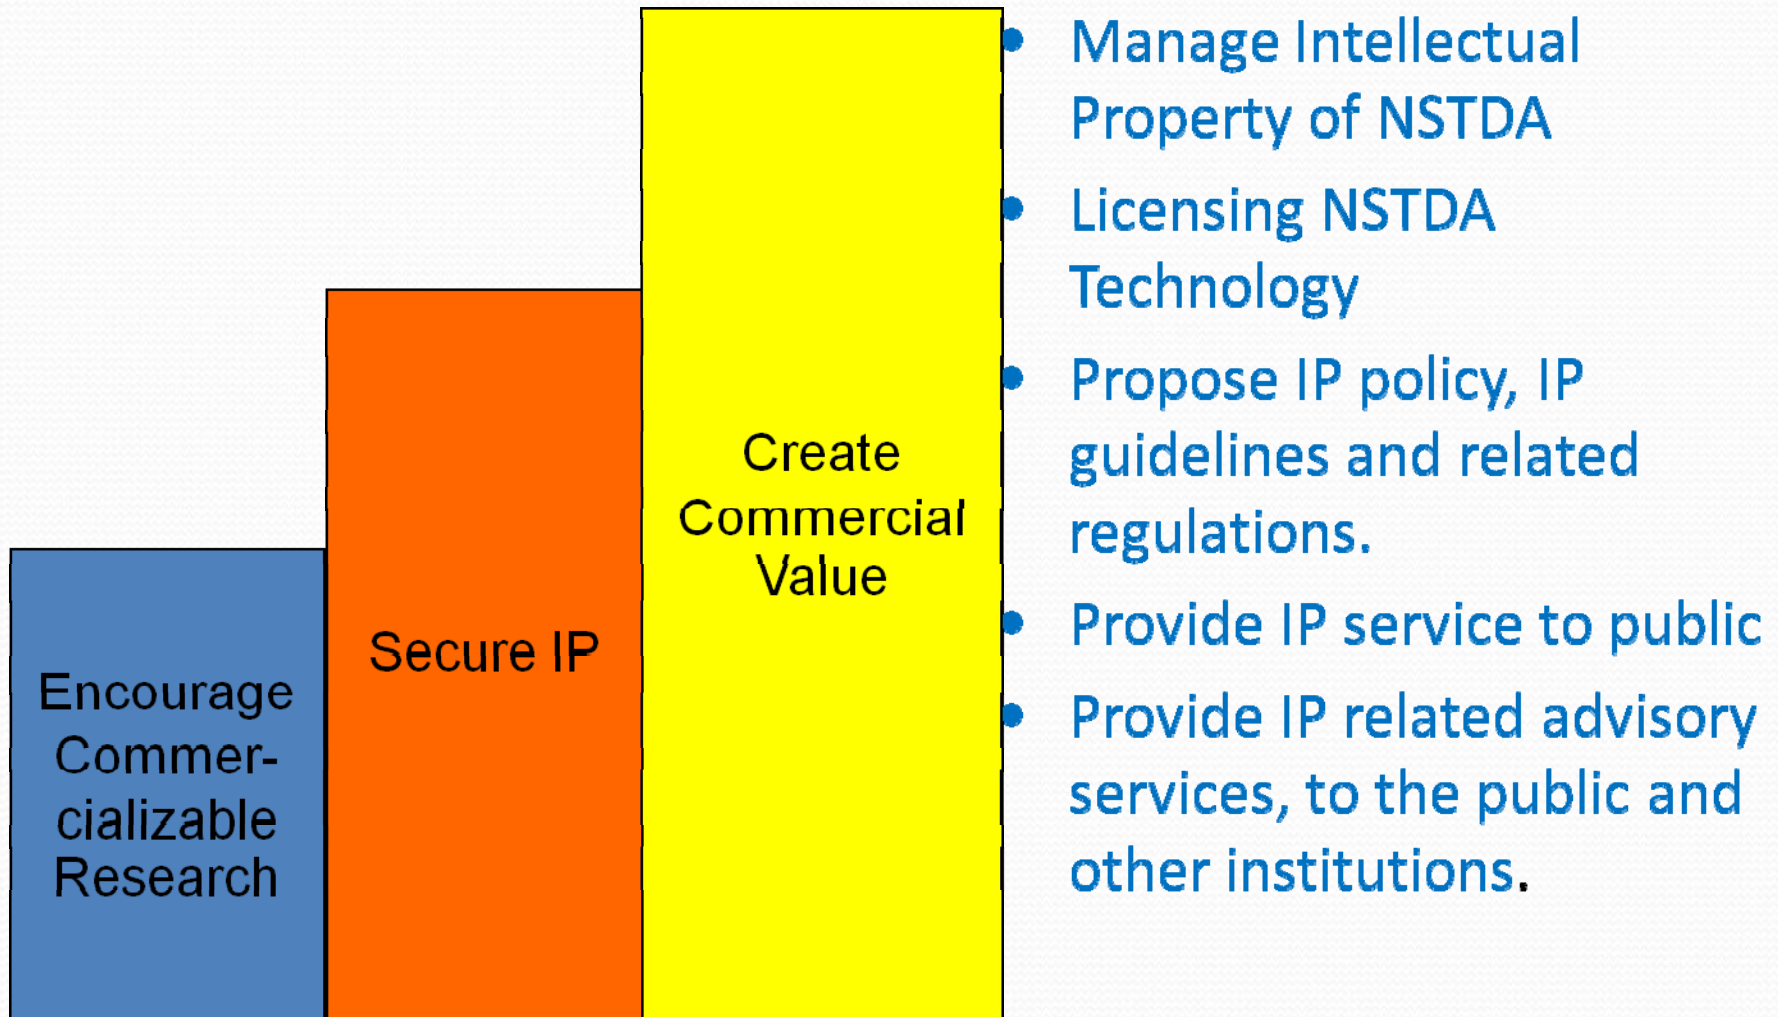 Encourage
Commer-
cializable
Research
Secure IP
Create
Commercial
Value
• Manage Intellectual
Property of NSTDA
• Licensing NSTDA
Technology
• Propose IP policy, IP
guidelines and related
regulations.
• Provide IP service to public
• Provide IP related advisory
services, to the public and
other institutions.